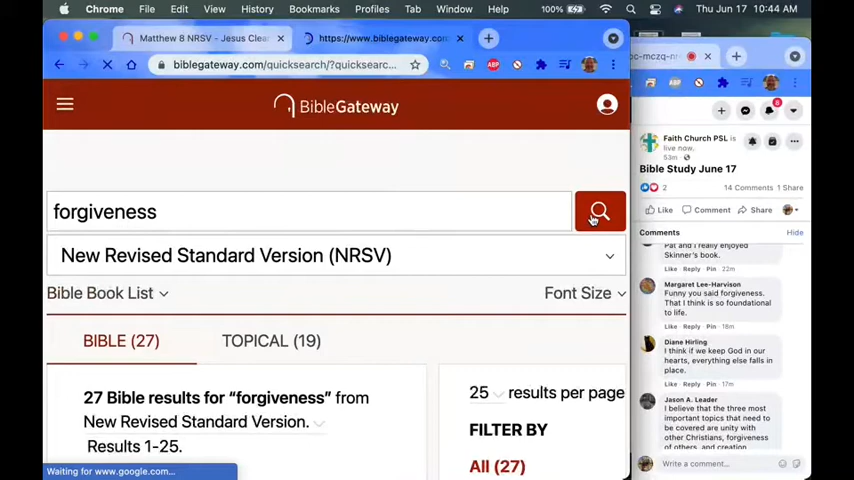 Chrome File Edit View History Bookmarks Profiles Tab Window Help 100% Thu Jun 17 10:44 AM
Matthew 8 NRSV - Jesus Clea
https://www.biblegateway.com
oc-mczq-nr
biblegateway.com/quicksearch/?quicksearc...
ABP
ABP
BibleGateway
8
Faith Church PSL is
live now.
53m
Bible Study June 17
2 14 Comments 1 Share
Like Comment Share
Comments Hide
forgiveness
New Revised Standard Version (NRSV)
Bible Book List
Font Size
BIBLE (27)
TOPICAL (19)
27 Bible results for “forgiveness” from
New Revised Standard Version.
Results 1-25.
25 results per page
FILTER BY
All (27)
Pat and I really enjoyed
Skinner's book.
Like Reply Pin 22m
Margaret Lee-Harvison
Funny you said forgiveness.
That I think is so foundational
to life.
Like Reply Pin 18m
Diane Hirling
I think if we keep God in our
hearts, everything else falls in
place.
Like Reply Pin 17m
Jason A. Leader
I believe that the three most
important topics that need to
be covered are unity with
other Christians, forgiveness
of others, and creation
Write a comment...
Waiting for www.google.com...